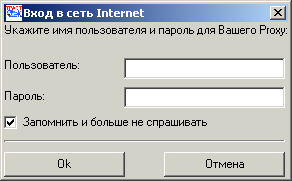 Вход в сеть Internet
Укажите имя пользователя и пароль для Вашего Proxy:
Пользователь:
Пароль:
Запомнить и больше не спрашивать
Ok
Отмена